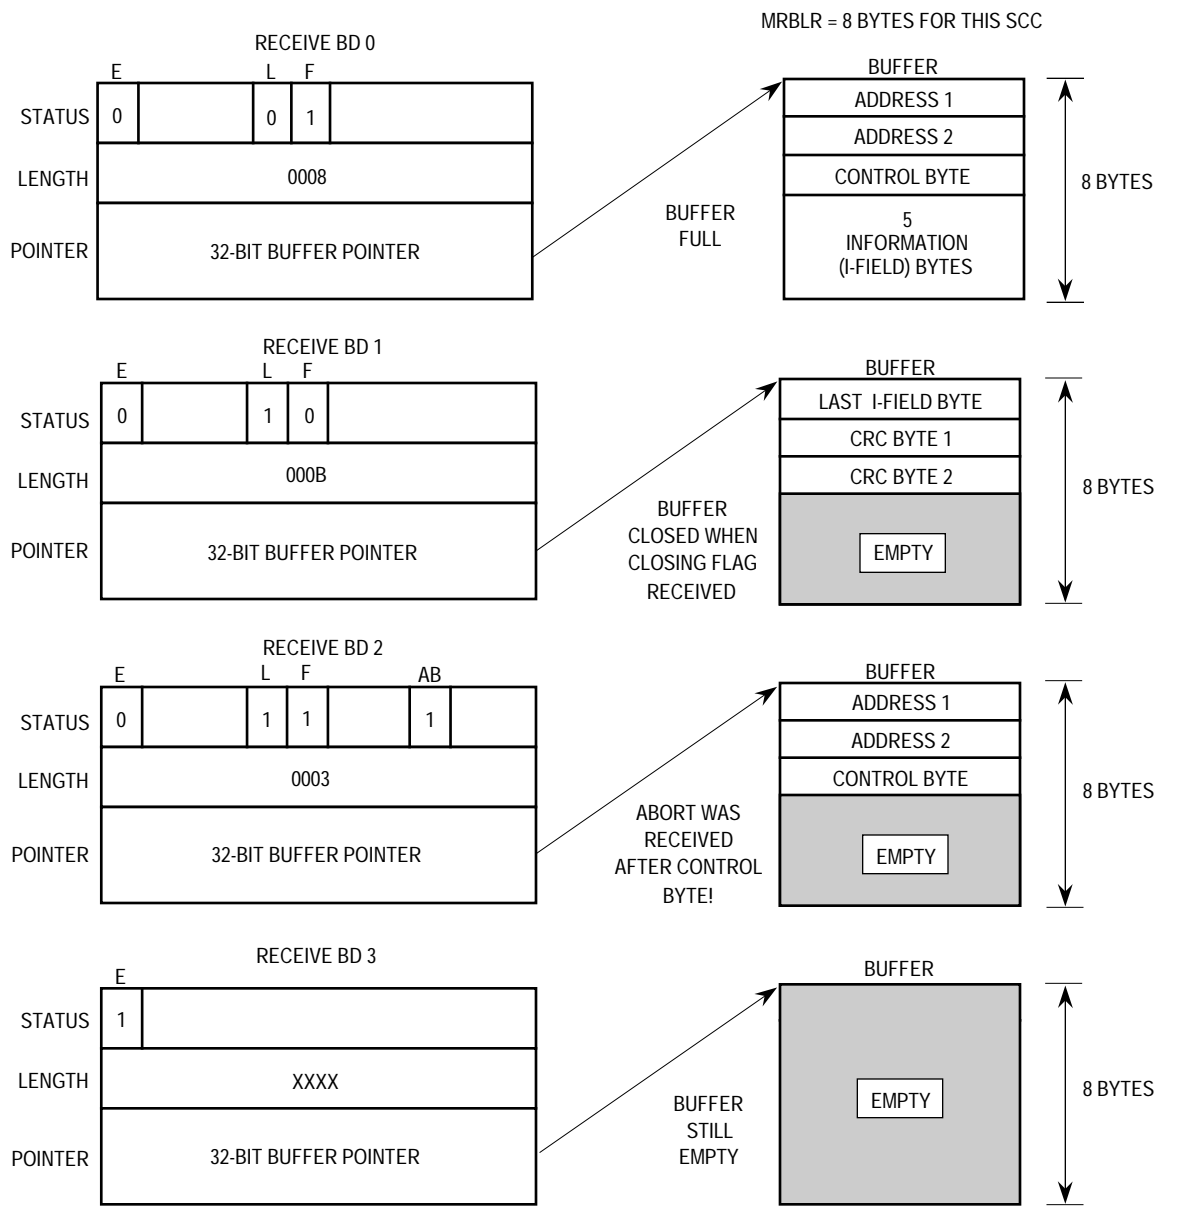 MRBLR = 8 BYTES FOR THIS SCC
RECEIVE BD 0
E L F
STATUS 0 0 1
LENGTH 0008
POINTER 32-BIT BUFFER POINTER
BUFFER
FULL
BUFFER
ADDRESS 1
ADDRESS 2
CONTROL BYTE
5
INFORMATION
(I-FIELD) BYTES
8 BYTES
RECEIVE BD 1
E L F
STATUS 0 1 0
LENGTH 000B
POINTER 32-BIT BUFFER POINTER
BUFFER
CLOSED WHEN
CLOSING FLAG
RECEIVED
BUFFER
LAST I-FIELD BYTE
CRC BYTE 1
CRC BYTE 2
EMPTY
8 BYTES
RECEIVE BD 2
E L F AB
STATUS 0 1 1 1
LENGTH 0003
POINTER 32-BIT BUFFER POINTER
ABORT WAS
RECEIVED
AFTER CONTROL
BYTE!
BUFFER
ADDRESS 1
ADDRESS 2
CONTROL BYTE
EMPTY
8 BYTES
RECEIVE BD 3
E
STATUS 1
LENGTH XXXX
POINTER 32-BIT BUFFER POINTER
BUFFER
STILL
EMPTY
BUFFER
EMPTY
8 BYTES